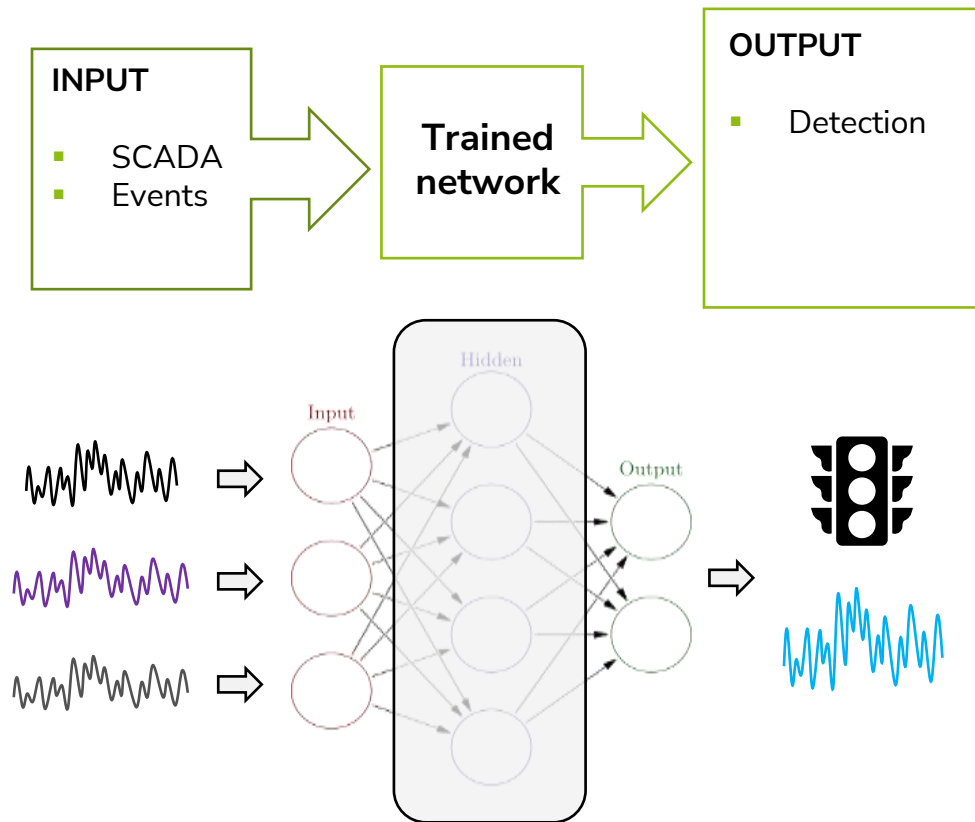 INPUT
▪ SCADA
▪ Events
Trained
network
OUTPUT
▪ Detection
Hidden
Input
Output